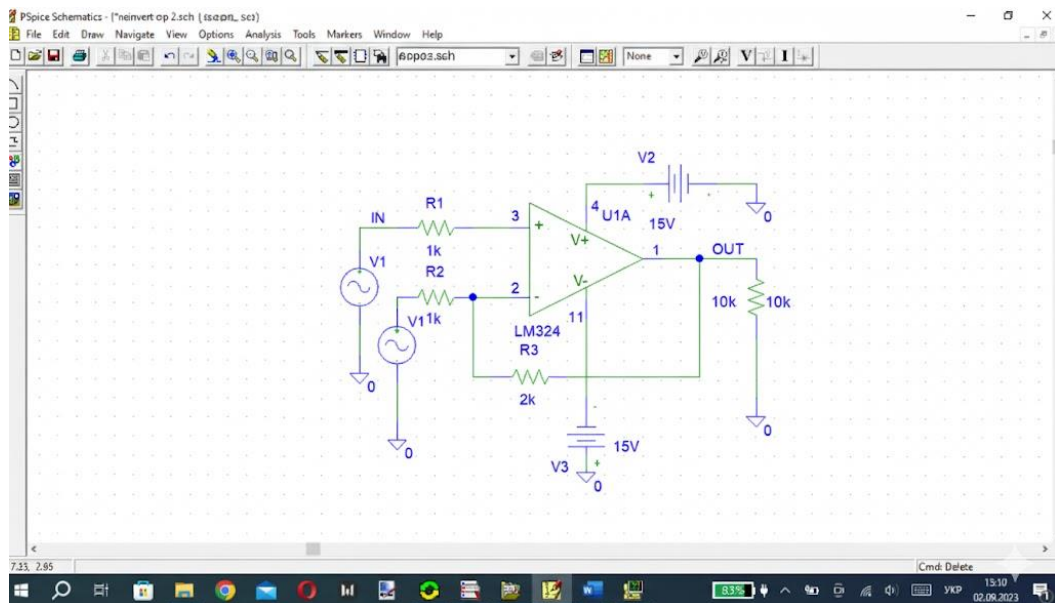 PSpice Schematics - (*neinvert op 2.sch
File Edit Draw Navigate View Options Analysis Tools Markers Window Help
None V I
V2
+ -
4 U1A 15V 0
R1
IN 3 + V+
1k 1 OUT
V1 R2 V-
2 - 10k 10k
V1 1k 11
LM324
R3
0 2k
0 -
0
15V
V3 +
0
7.33, 2.95 Cmd: Delete
83% УКР 15:10
02.09.2023